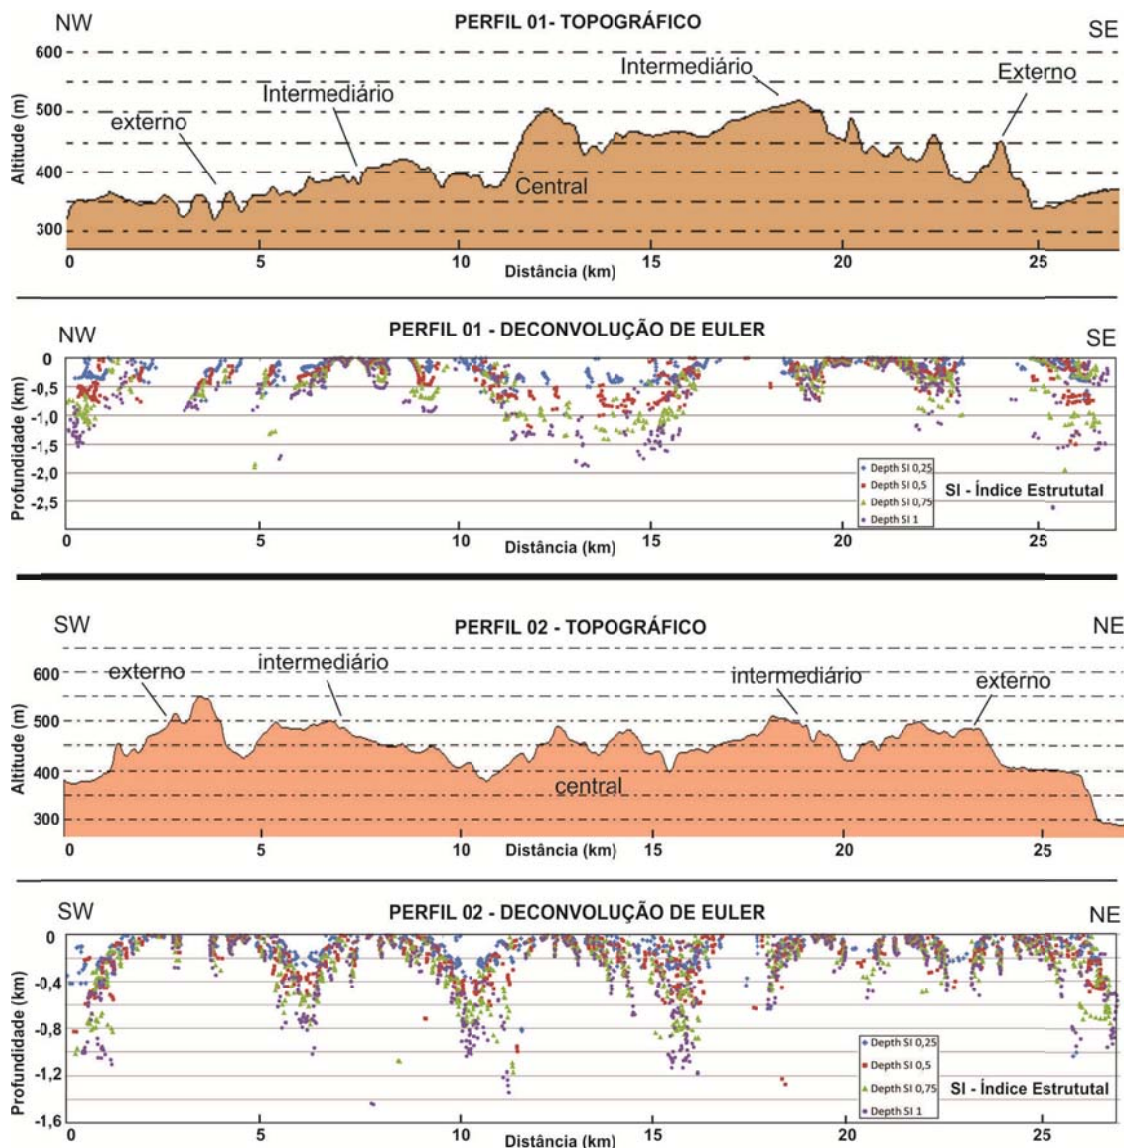 NW PERFIL 01- TOPOGRÁFICO SE
600
500
400
300
Altitude (m)
externo
Intermediário
Intermediário
Externo
Central
0 5 10 15 20 25
Distância (km)
NW PERFIL 01 - DECONVOLUÇÃO DE EULER SE
0
-0,5
-1,0
-1,5
-2,0
-2,5
Profundidade (km)
Depth SI 0,25
Depth SI 0,5
Depth SI 0,75
Depth SI 1
SI - Índice Estrututal
0 5 10 15 20 25
Distância (km)
SW PERFIL 02 - TOPOGRÁFICO NE
600
500
400
300
Altitude (m)
externo
intermediário
intermediário
externo
central
0 5 10 15 20 25
Distância (km)
SW PERFIL 02 - DECONVOLUÇÃO DE EULER NE
0
-0,4
-0,8
-1,2
-1,6
Profundidade (km)
Depth SI 0,25
Depth SI 0,5
Depth SI 0,75
Depth SI 1
SI - Índice Estrututal
0 5 10 15 20 25
Distância (km)